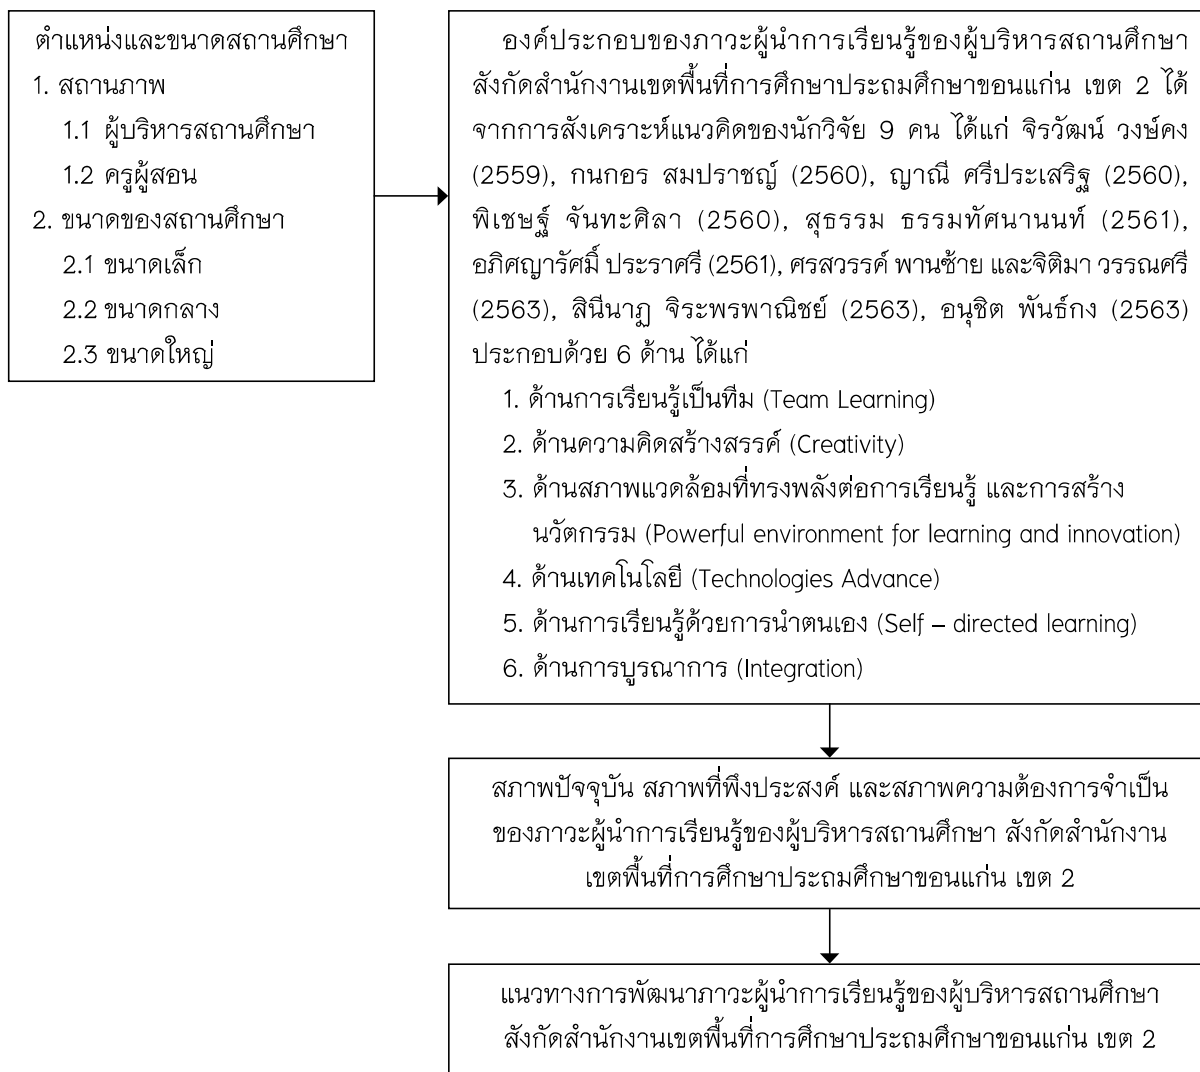 ตำแหน่งและขนาดสถานศึกษา
1. สถานภาพ
1.1 ผู้บริหารสถานศึกษา
1.2 ครูผู้สอน
2. ขนาดของสถานศึกษา
2.1 ขนาดเล็ก
2.2 ขนาดกลาง
2.3 ขนาดใหญ่
องค์ประกอบของภาวะผู้นำการเรียนรู้ของผู้บริหารสถานศึกษา
สังกัดสำนักงานเขตพื้นที่การศึกษาประถมศึกษาขอนแก่น เขต 2 ได้
จากการสังเคราะห์แนวคิดของนักวิจัย 9 คน ได้แก่ จิรวัฒน์ วงษ์คง
(2559), กนกอร สมปราชญ์ (2560), ญาณี ศรีประเสริฐ (2560),
พิเชษฐ์ จันทะศิลา (2560), สุธรรม ธรรมทัศนานนท์ (2561),
อภิศญารัศมิ์ ประราศรี (2561), ศรสวรรค์ พานซ้าย และจิติมา วรรณศรี
(2563), สินีนาฏ จิระพรพาณิชย์ (2563), อนุชิต พันธ์กง (2563)
ประกอบด้วย 6 ด้าน ได้แก่
1. ด้านการเรียนรู้เป็นทีม (Team Learning)
2. ด้านความคิดสร้างสรรค์ (Creativity)
3. ด้านสภาพแวดล้อมที่ทรงพลังต่อการเรียนรู้ และการสร้าง
นวัตกรรม (Powerful environment for learning and innovation)
4. ด้านเทคโนโลยี (Technologies Advance)
5. ด้านการเรียนรู้ด้วยการนำตนเอง (Self – directed learning)
6. ด้านการบูรณาการ (Integration)
สภาพปัจจุบัน สภาพที่พึงประสงค์ และสภาพความต้องการจำเป็น
ของภาวะผู้นำการเรียนรู้ของผู้บริหารสถานศึกษา สังกัดสำนักงาน
เขตพื้นที่การศึกษาประถมศึกษาขอนแก่น เขต 2
แนวทางการพัฒนาภาวะผู้นำการเรียนรู้ของผู้บริหารสถานศึกษา
สังกัดสำนักงานเขตพื้นที่การศึกษาประถมศึกษาขอนแก่น เขต 2